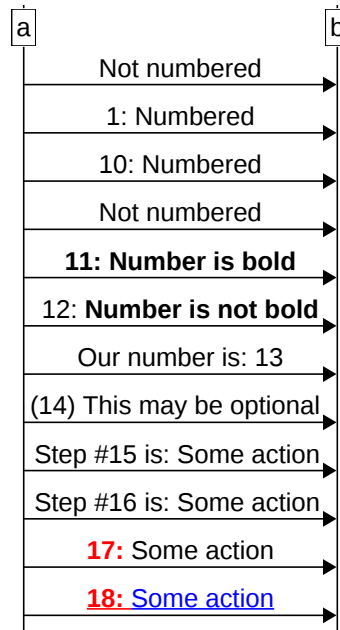 a b
Not numbered
1: Numbered
10: Numbered
Not numbered
11: Number is bold
12: Number is not bold
Our number is: 13
(14) This may be optional
Step #15 is: Some action
Step #16 is: Some action
17: Some action
18: Some action